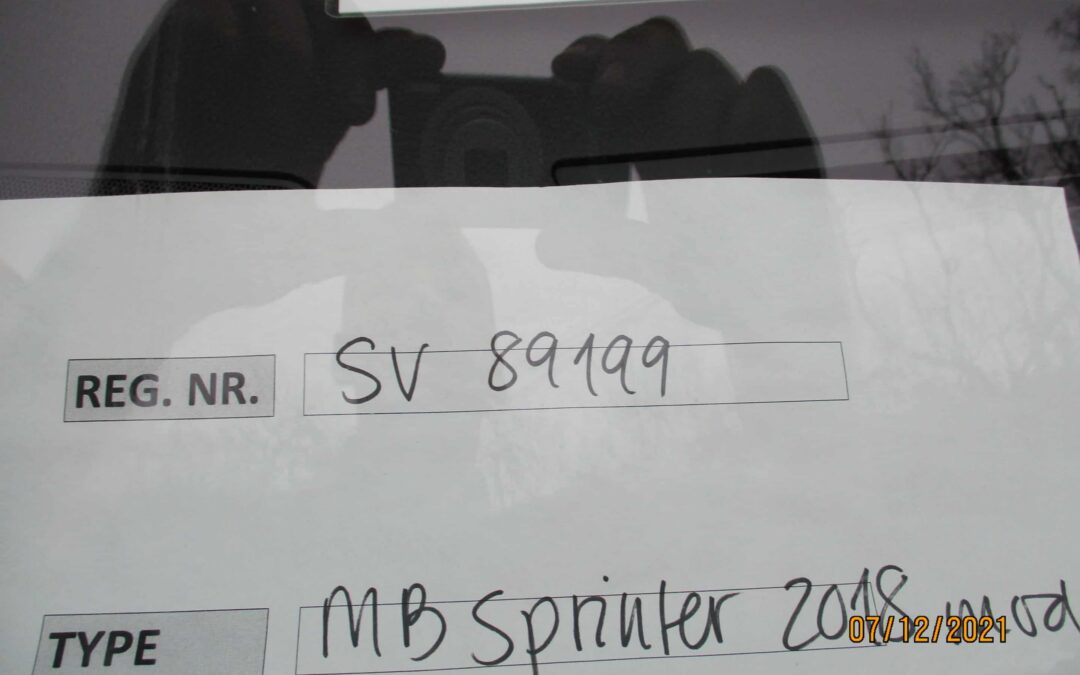 REG. NR. SV 89199
TYPE MB Sprinter 2018 mod
07/12/2021